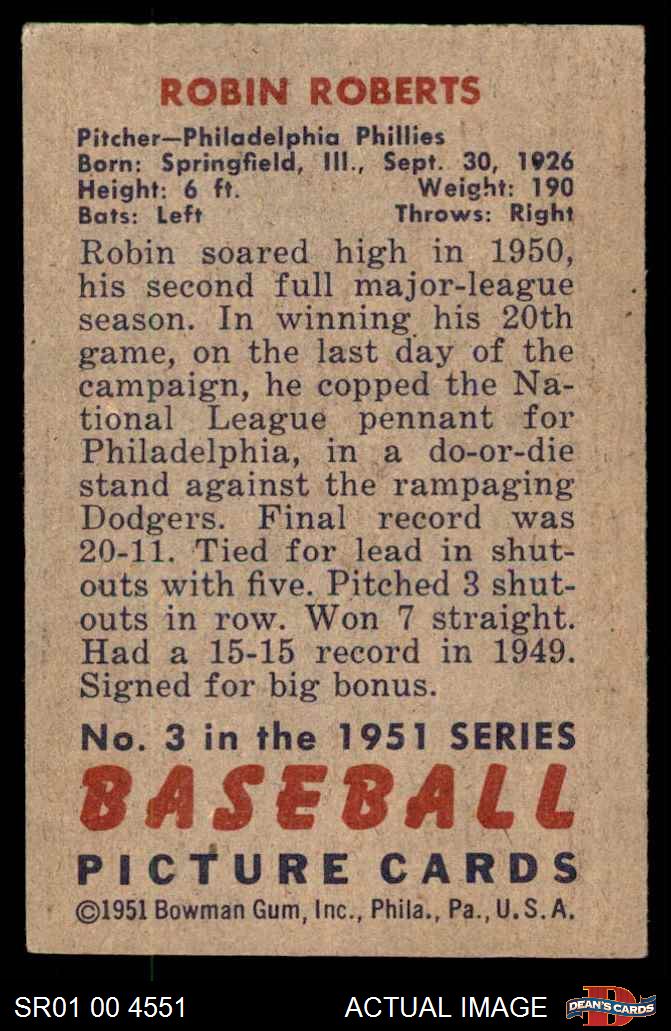 ROBIN ROBERTS
Pitcher—Philadelphia Phillies
Born: Springfield, Ill., Sept. 30, 1926
Height: 6 ft. Weight: 190
Bats: Left Throws: Right
Robin soared high in 1950,
his second full major-league
season. In winning his 20th
game, on the last day of the
campaign, he copped the Na-
tional League pennant for
Philadelphia, in a do-or-die
stand against the rampaging
Dodgers. Final record was
20-11. Tied for lead in shut-
outs with five. Pitched 3 shut-
outs in row. Won 7 straight.
Had a 15-15 record in 1949.
Signed for big bonus.
No. 3 in the 1951 SERIES
BASEBALL
PICTURE CARDS
©1951 Bowman Gum, Inc., Phila., Pa., U.S.A.
SR01 00 4551 ACTUAL IMAGE D DEAN'S CARDS